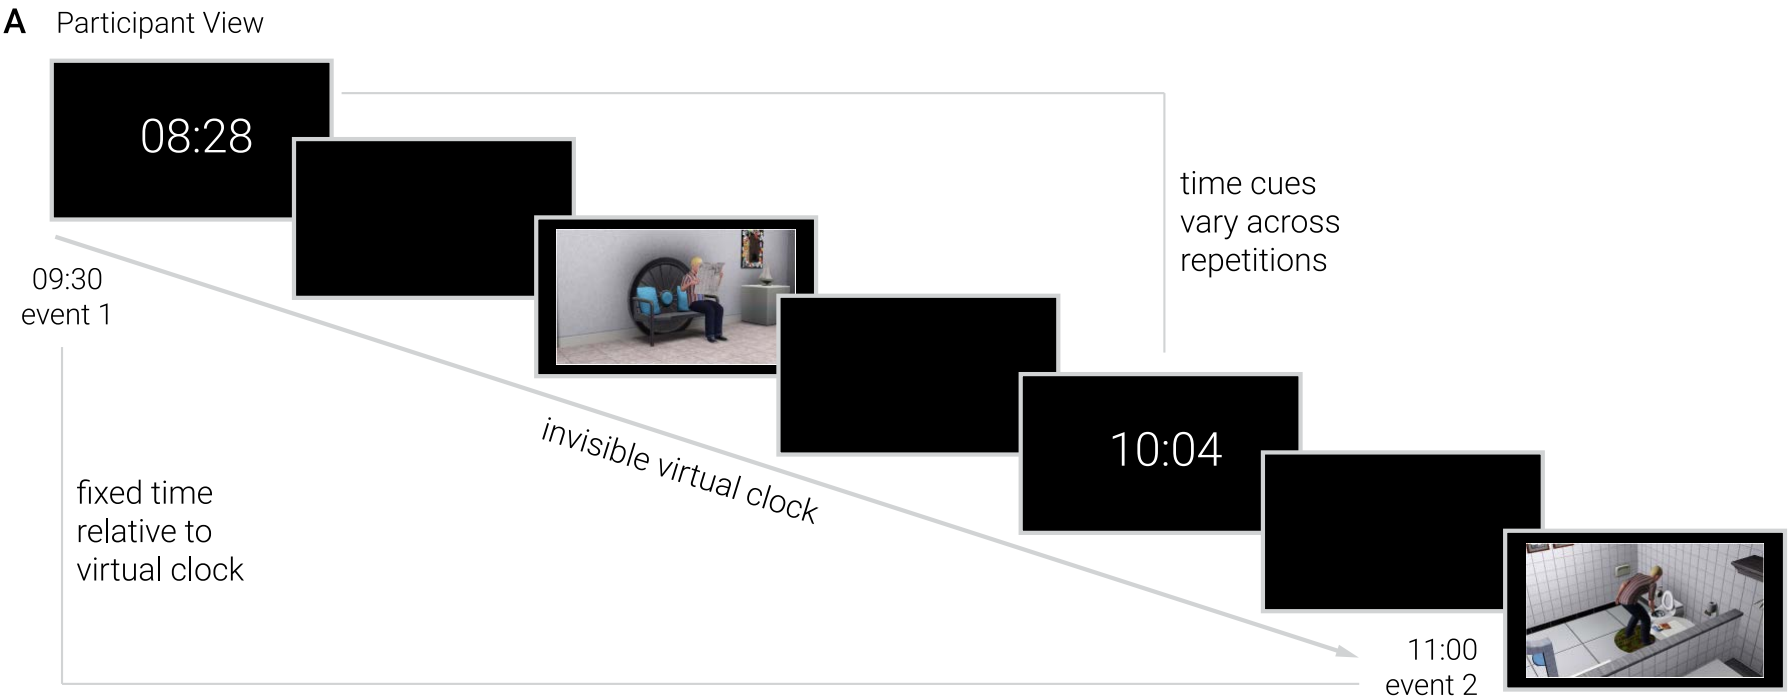 A Participant View
08:28
time cues
vary across
repetitions
09:30
event 1
invisible virtual clock
10:04
fixed time
relative to
virtual clock
11:00
event 2